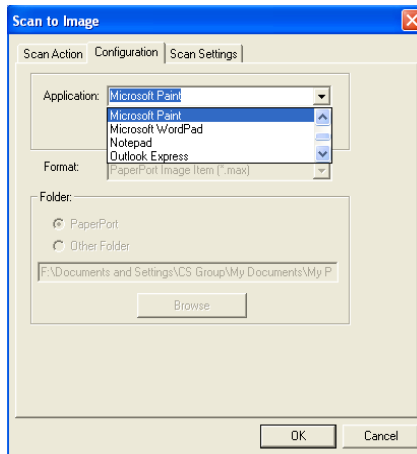 Scan to Image
Scan Action Configuration Scan Settings
Application: Microsoft Paint
Microsoft Paint
Microsoft WordPad
Notepad
Outlook Express
Format: PaperPort Image Item (*.max)
Folder:
PaperPort
Other Folder
F:\Documents and Settings\CS Group\My Documents\My P
Browse
OK Cancel